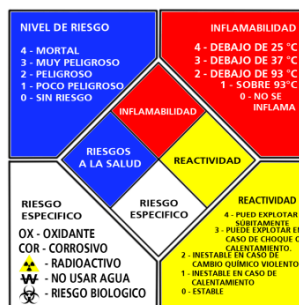 NIVEL DE RIESGO
4 - MORTAL
3 - MUY PELIGROSO
2 - PELIGROSO
1 - POCO PELIGROSO
0 - SIN RIESGO
INFLAMABILIDAD
4 - DEBAJO DE 25 °C
3 - DEBAJO DE 37 °C
2 - DEBAJO DE 93 °C
1 - SOBRE 93°C
0 - NO SE
INFLAMA
INFLAMABILIDAD
RIESGOS
A LA SALUD
REACTIVIDAD
RIESGO
ESPECIFICO
RIESGO
ESPECIFICO
OX - OXIDANTE
COR - CORROSIVO
- RADIOACTIVO
W - NO USAR AGUA
- RIESGO BIOLOGICO
REACTIVIDAD
4 - PUED EXPLOTAR
SÚBITAMENTE
3 - PUEDE EXPLOTAR EN
CASO DE CHOQUE O
CALENTAMIENTO.
2 - INESTABLE EN CASO DE
CAMBIO QUÍMICO VIOLENTO
1 - INESTABLE EN CASO DE
CALENTAMIENTO
0 - ESTABLE